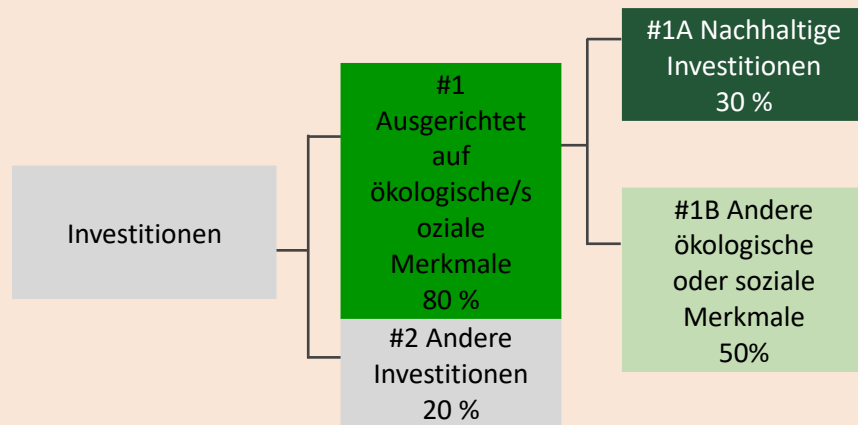 Investitionen
#1
Ausgerichtet
auf
ökologische/s
oziale
Merkmale
80 %
#2 Andere
Investitionen
20 %
#1A Nachhaltige
Investitionen
30 %
#1B Andere
ökologische
oder soziale
Merkmale
50%